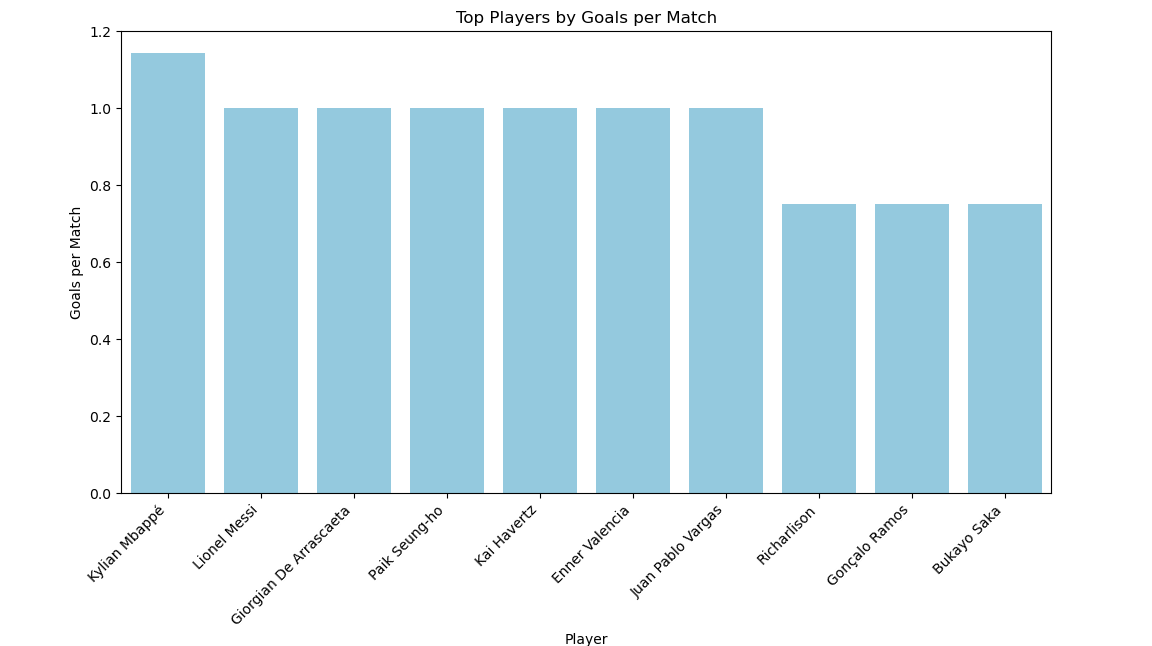 Top Players by Goals per Match
1.2
1.0
0.8
0.6
0.4
0.2
0.0
Goals per Match
Kylian Mbappé
Lionel Messi
Giorgian De Arrascaeta
Paik Seung-ho
Kai Havertz
Enner Valencia
Juan Pablo Vargas
Richarlison
Gonçalo Ramos
Bukayo Saka
Player